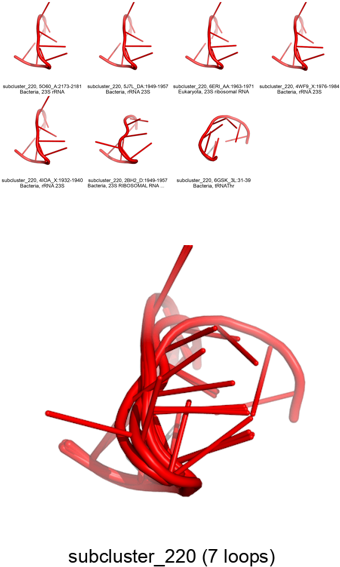 subcluster_220, 5O60_A:2173-2181
Bacteria, 23S rRNA
subcluster_220, 5J7L_DA:1949-1957
Bacteria, rRNA 23S
subcluster_220, 6ERI_AA:1963-1971
Eukaryota, 23S ribosomal RNA
subcluster_220, 4WF9_X:1976-1984
Bacteria, rRNA 23S
subcluster_220, 4IOA_X:1932-1940
Bacteria, rRNA 23S
subcluster_220, 2BH2_D:1949-1957
Bacteria, 23S RIBOSOMAL RNA ...
subcluster_220, 6GSK_3L:31-39
Bacteria, tRNAThr
subcluster_220 (7 loops)